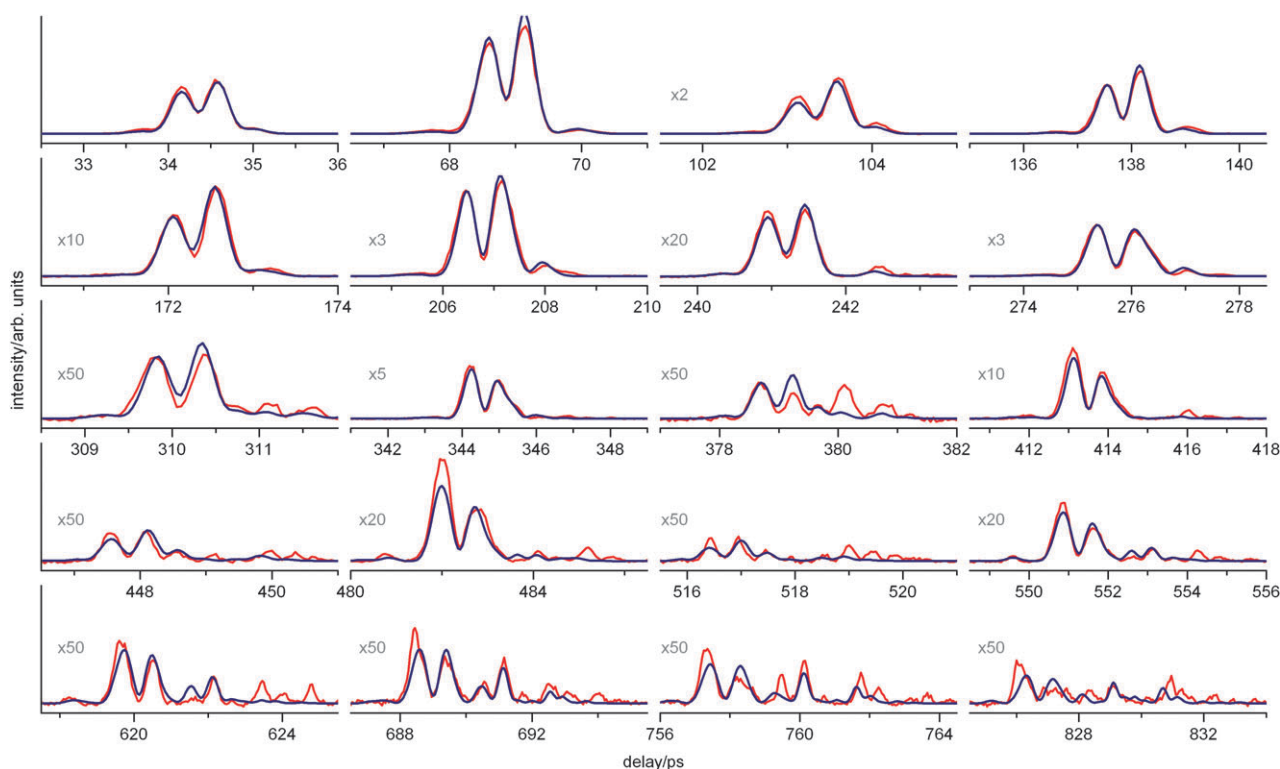 33 34 35 36 68 70 102 104 136 138 140
x2
x10 x3 x20 x3
172 174 206 208 210 240 242 274 276 278
intensity/arb. units
x50 x5 x50 x10
309 310 311 342 344 346 348 378 380 382 412 414 416 418
x50 x20 x50 x20
448 450 480 484 516 518 520 550 552 554 556
x50 x50 x50 x50
620 624 688 692 756 760 764 828 832
delay/ps